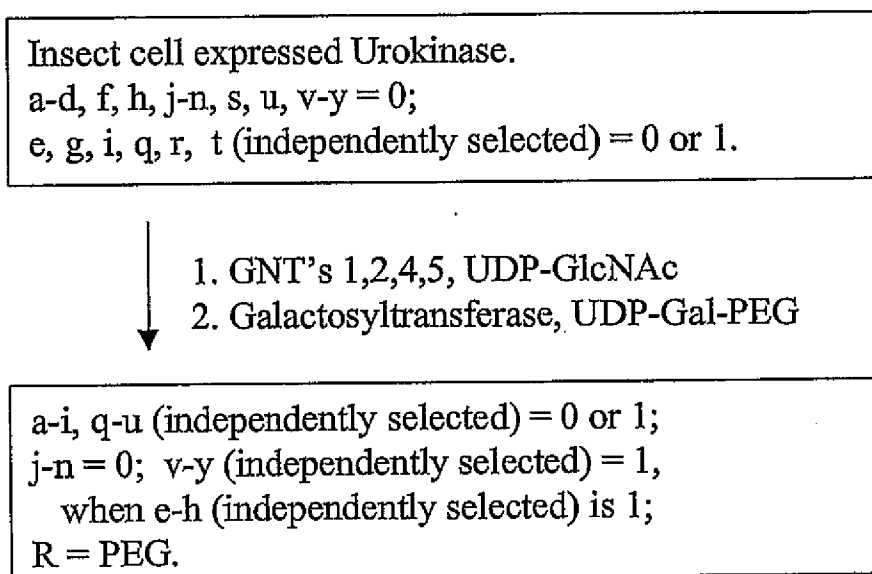 Insect cell expressed Urokinase.
a-d, f, h, j-n, s, u, v-y = 0;
e, g, i, q, r, t (independently selected) = 0 or 1.
1. GNT's 1,2,4,5, UDP-GlcNAc
2. Galactosyltransferase, UDP-Gal-PEG
a-i, q-u (independently selected) = 0 or 1;
j-n = 0; v-y (independently selected) = 1,
when e-h (independently selected) is 1;
R = PEG.